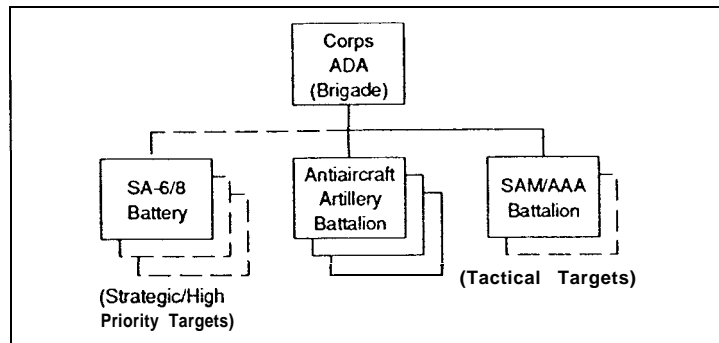 Corps
ADA
(Brigade)
SA-6/8
Battery
Antiaircraft
Artillery
Battalion
SAM/AAA
Battalion
(Strategic/High
Priority Targets)
(Tactical Targets)